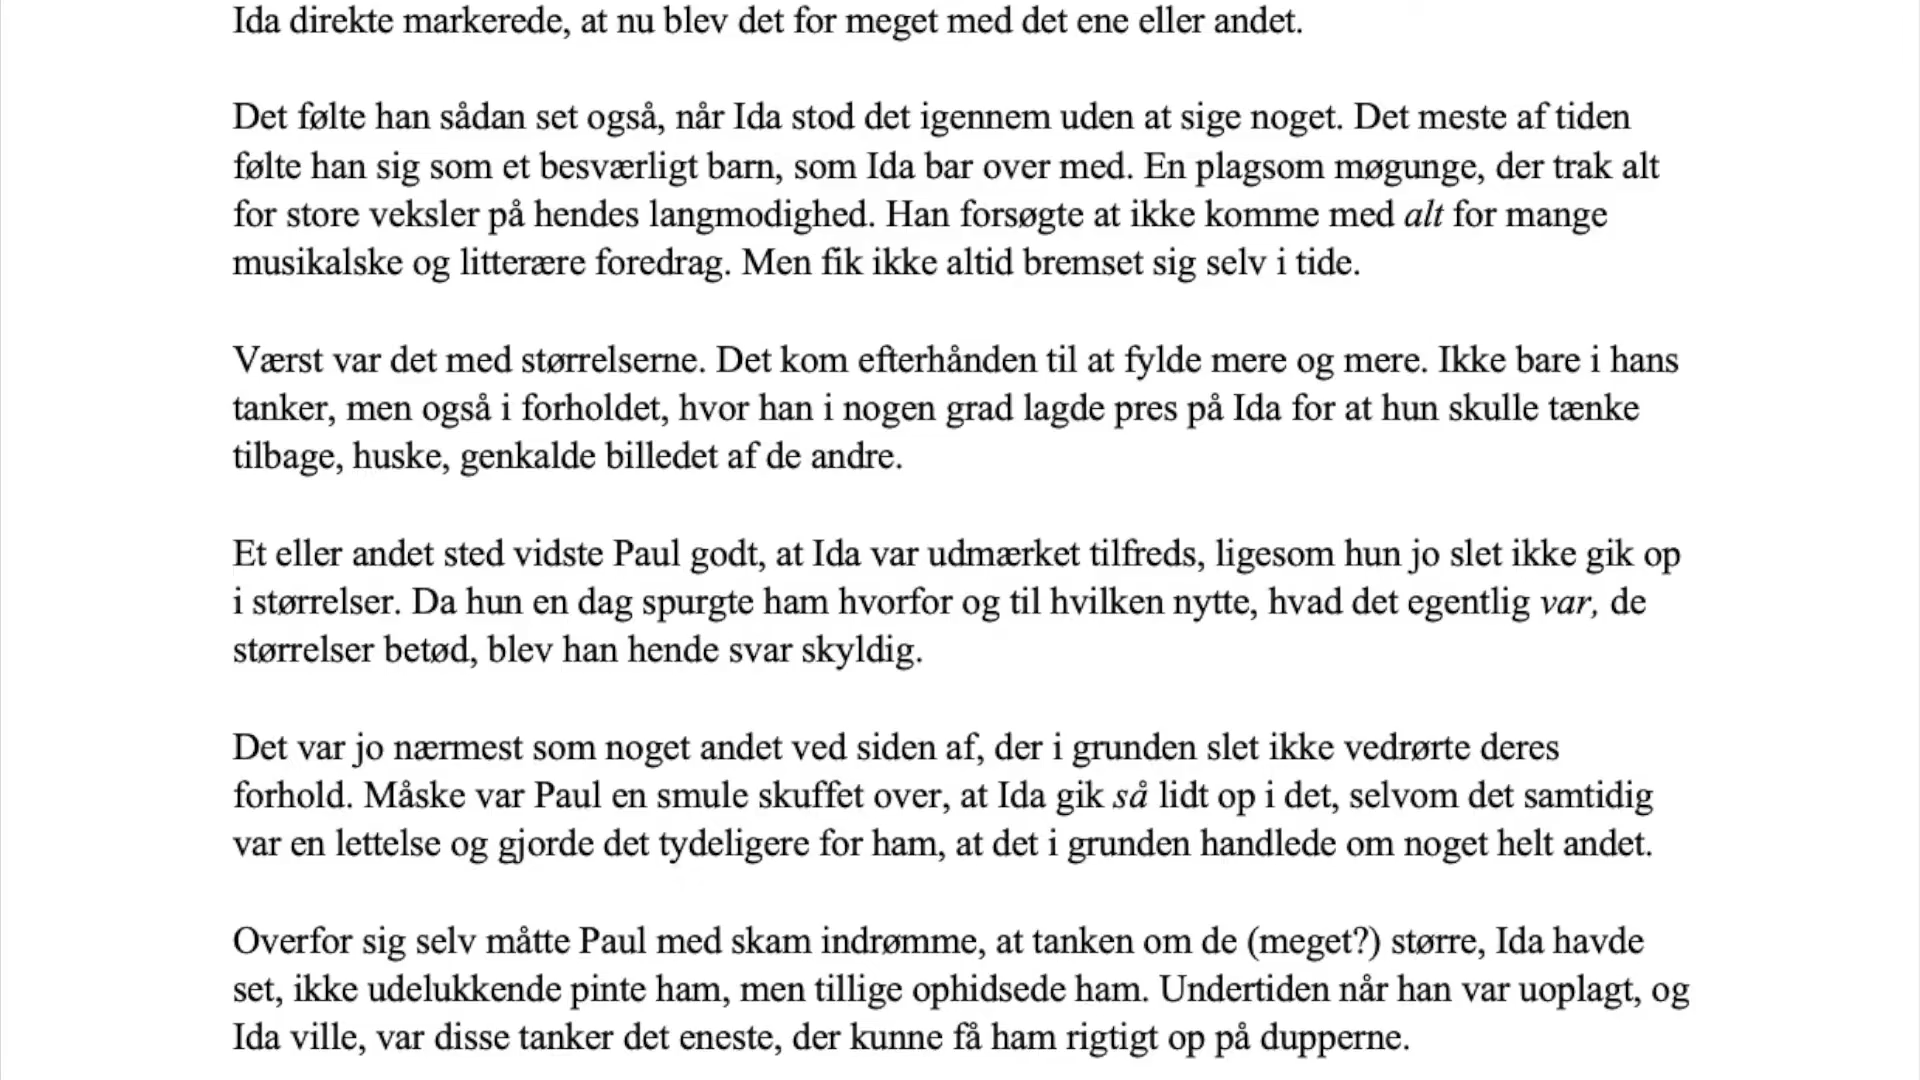 Ida direkte markerede, at nu blev det for meget med det ene eller andet.
Det følte han sådan set også, når Ida stod det igennem uden at sige noget. Det meste af tiden
følte han sig som et besværligt barn, som Ida bar over med. En plagsom møgunge, der trak alt
for store veksler på hendes langmodighed. Han forsøgte at ikke komme med alt for mange
musikalske og litterære foredrag. Men fik ikke altid bremset sig selv i tide.
Værst var det med størrelserne. Det kom efterhånden til at fylde mere og mere. Ikke bare i hans
tanker, men også i forholdet, hvor han i nogen grad lagde pres på Ida for at hun skulle tænke
tilbage, huske, genkalde billedet af de andre.
Et eller andet sted vidste Paul godt, at Ida var udmærket tilfreds, ligesom hun jo slet ikke gik op
i størrelser. Da hun en dag spurgte ham hvorfor og til hvilken nytte, hvad det egentlig var, de
størrelser betød, blev han hende svar skyldig.
Det var jo nærmest som noget andet ved siden af, der i grunden slet ikke vedrørte deres
forhold. Måske var Paul en smule skuffet over, at Ida gik så lidt op i det, selvom det samtidig
var en lettelse og gjorde det tydeligere for ham, at det i grunden handlede om noget helt andet.
Overfor sig selv måtte Paul med skam indrømme, at tanken om de (meget?) større, Ida havde
set, ikke udelukkende pinte ham, men tillige ophidsede ham. Undertiden når han var uoplagt, og
Ida ville, var disse tanker det eneste, der kunne få ham rigtigt op på dupperne.